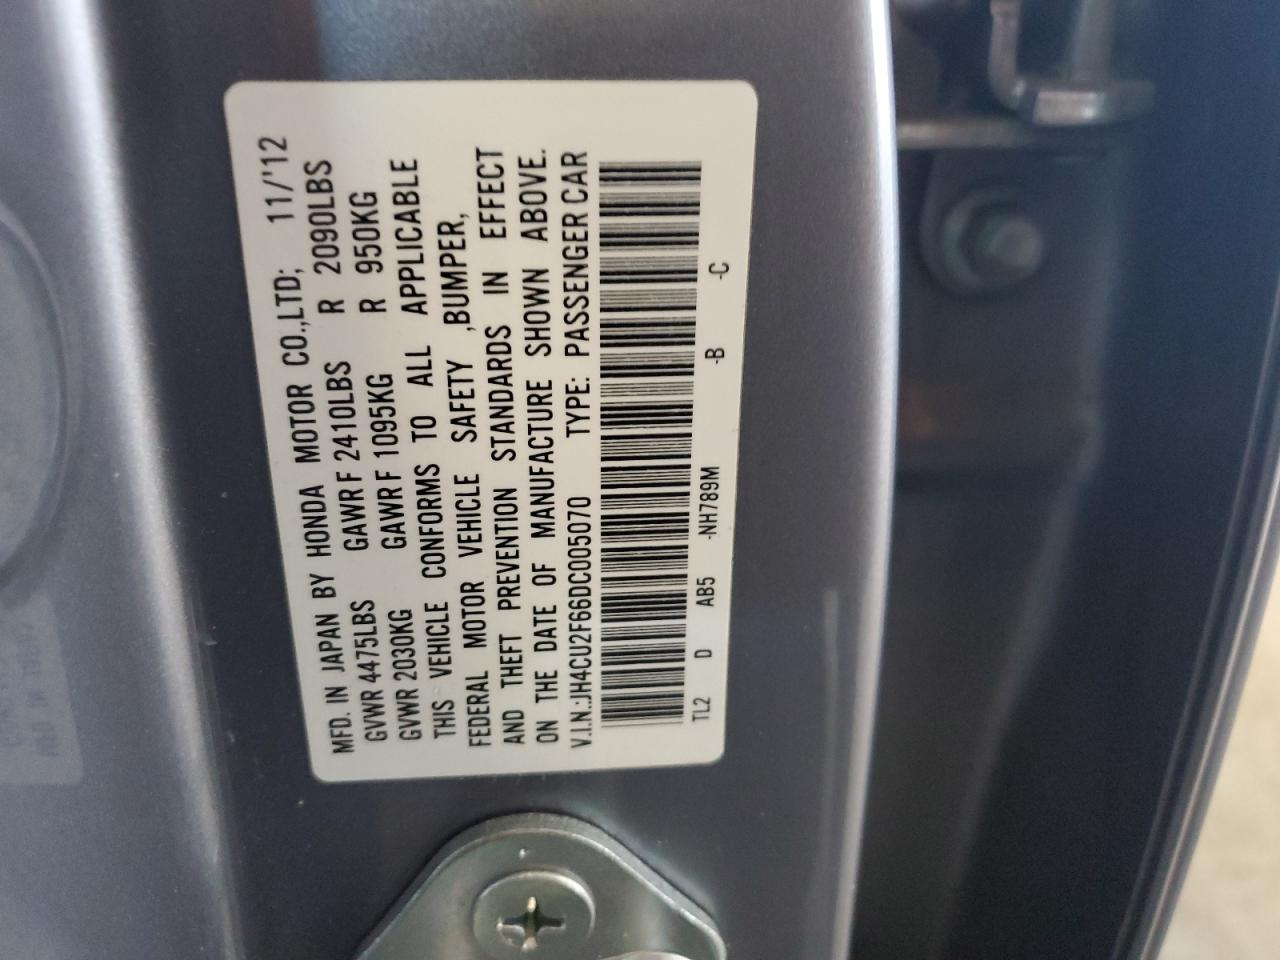 MFD. IN JAPAN BY HONDA MOTOR CO.,LTD; 11/'12
GVWR 4475LBS GAWR F 2410LBS R 2090LBS
GVWR 2030KG GAWR F 1095KG R 950KG
THIS VEHICLE CONFORMS TO ALL APPLICABLE
FEDERAL MOTOR VEHICLE SAFETY ,BUMPER,
AND THEFT PREVENTION STANDARDS IN EFFECT
ON THE DATE OF MANUFACTURE SHOWN ABOVE.
V.I.N.:JH4CU2F66DC005070 TYPE: PASSENGER CAR
TL2 D AB5 -NH789M -B -C